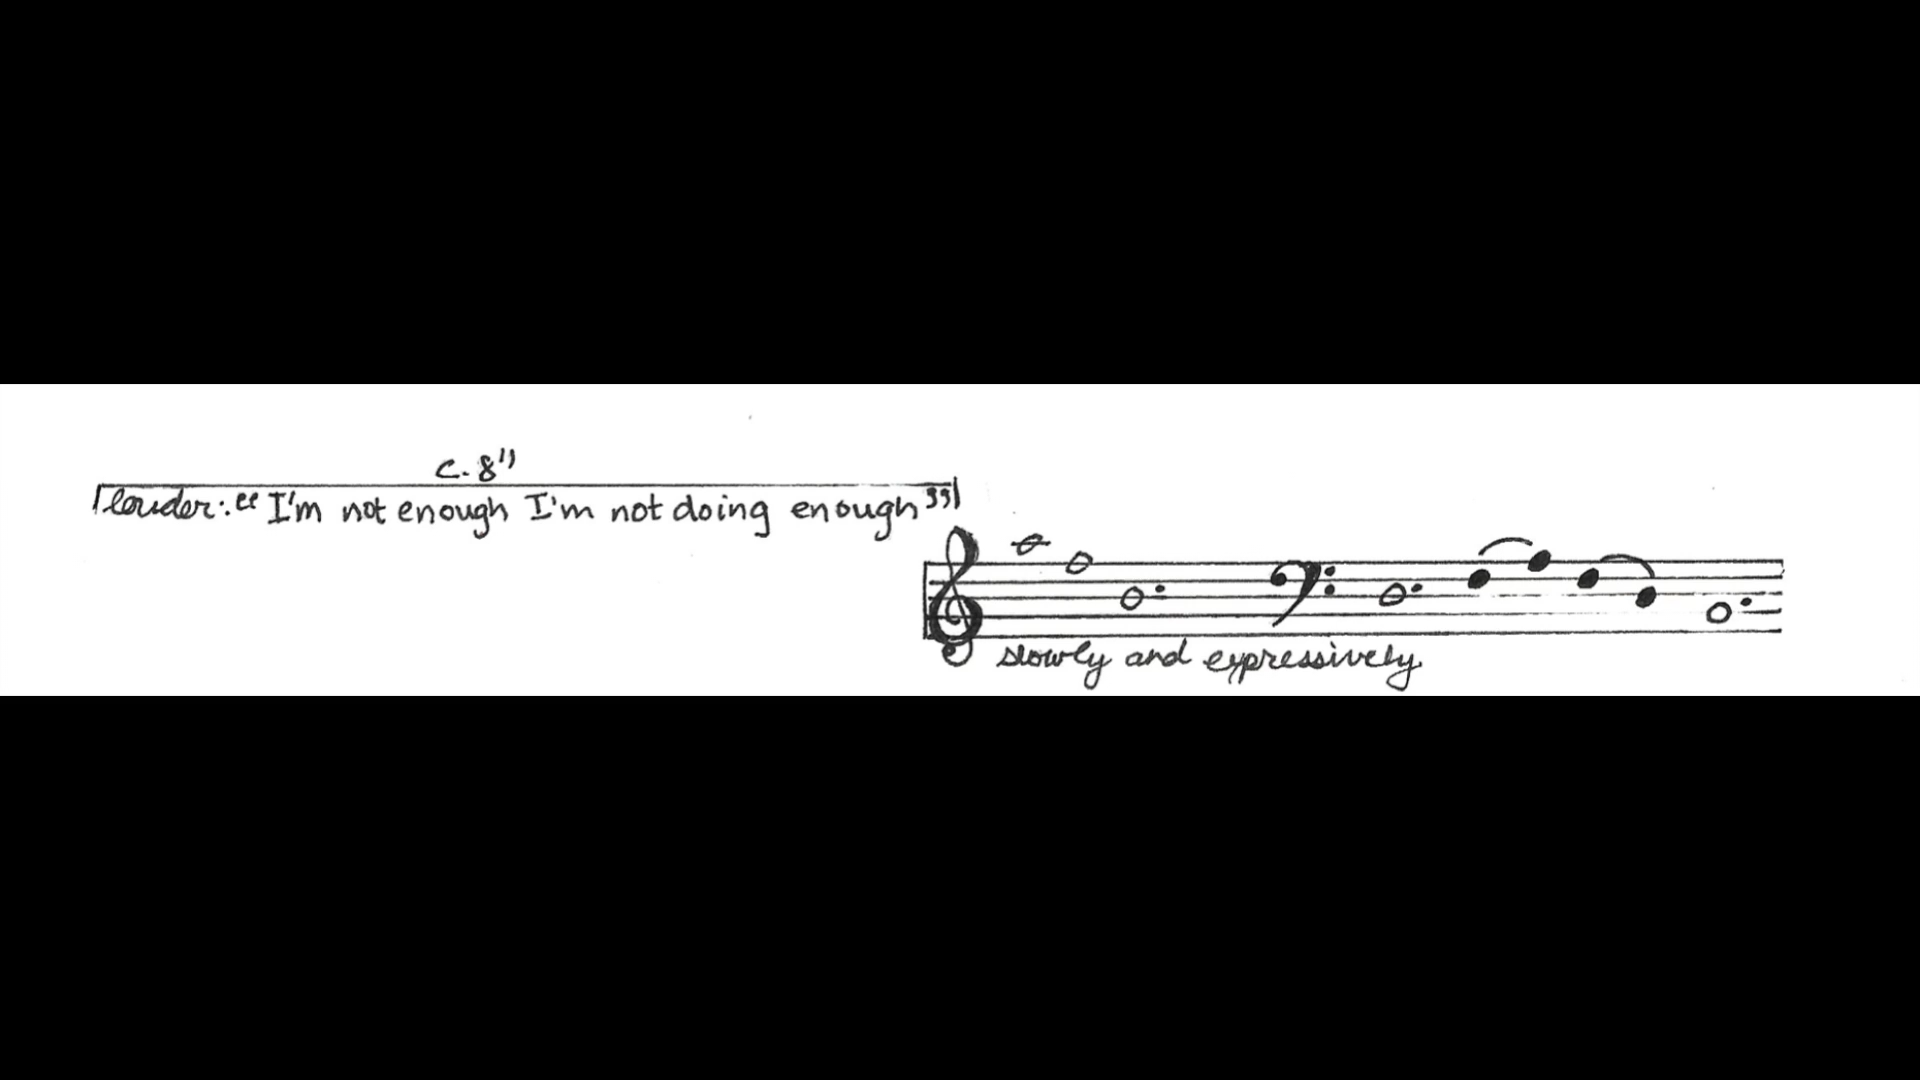 c. 8"
louder: "I'm not enough I'm not doing enough"
slowly and expressively